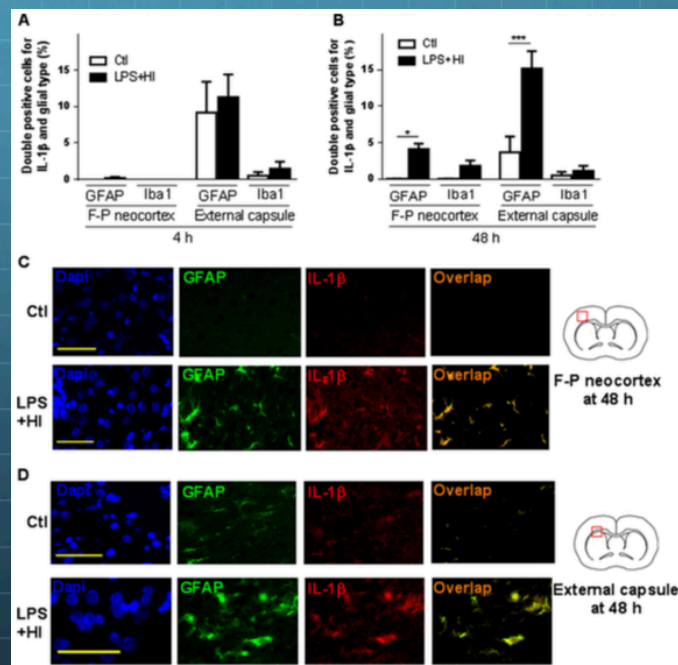 A
Double positive cells for
IL-1β and glial type (%)
15
10
5
0
Ctl
LPS+HI
GFAP Iba1 GFAP Iba1
F-P neocortex External capsule
4 h
B
Double positive cells for
IL-1β and glial type (%)
15
10
5
0
Ctl
LPS+HI
*
***
GFAP Iba1 GFAP Iba1
F-P neocortex External capsule
48 h
C
Ctl
Dapi GFAP IL-1β Overlap
LPS
+HI
Dapi GFAP IL-1β Overlap
F-P neocortex
at 48 h
D
Ctl
Dapi GFAP IL-1β Overlap
LPS
+HI
Dapi GFAP IL-1β Overlap
External capsule
at 48 h